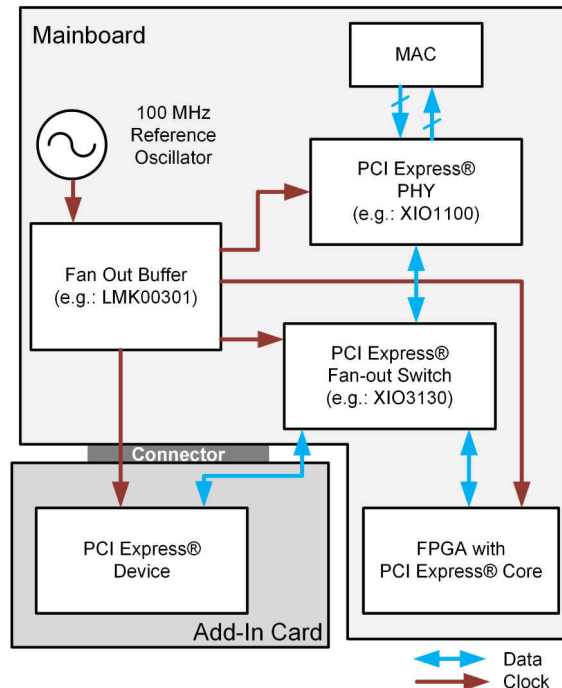 Mainboard
MAC
100 MHz
Reference
Oscillator
PCI Express®
PHY
(e.g.: XIO1100)
Fan Out Buffer
(e.g.: LMK00301)
PCI Express®
Fan-out Switch
(e.g.: XIO3130)
Connector
PCI Express®
Device
FPGA with
PCI Express® Core
Add-In Card
Data
Clock